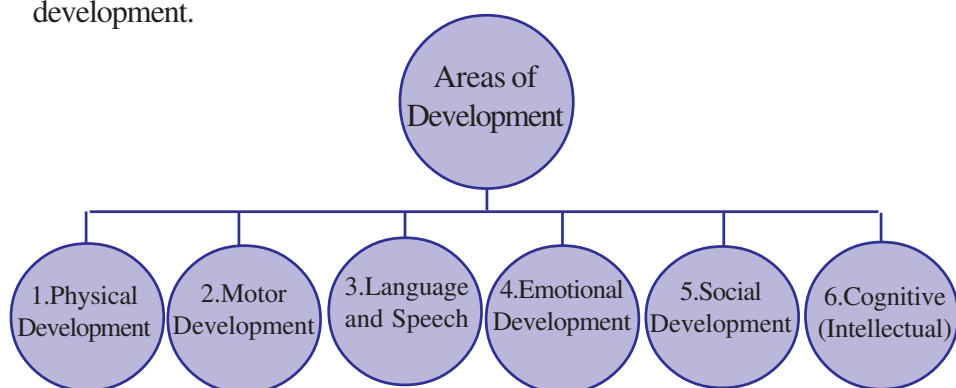 development.
Areas of
Development
1.Physical
Development
2.Motor
Development
3.Language
and Speech
4.Emotional
Development
5.Social
Development
6.Cognitive
(Intellectual)